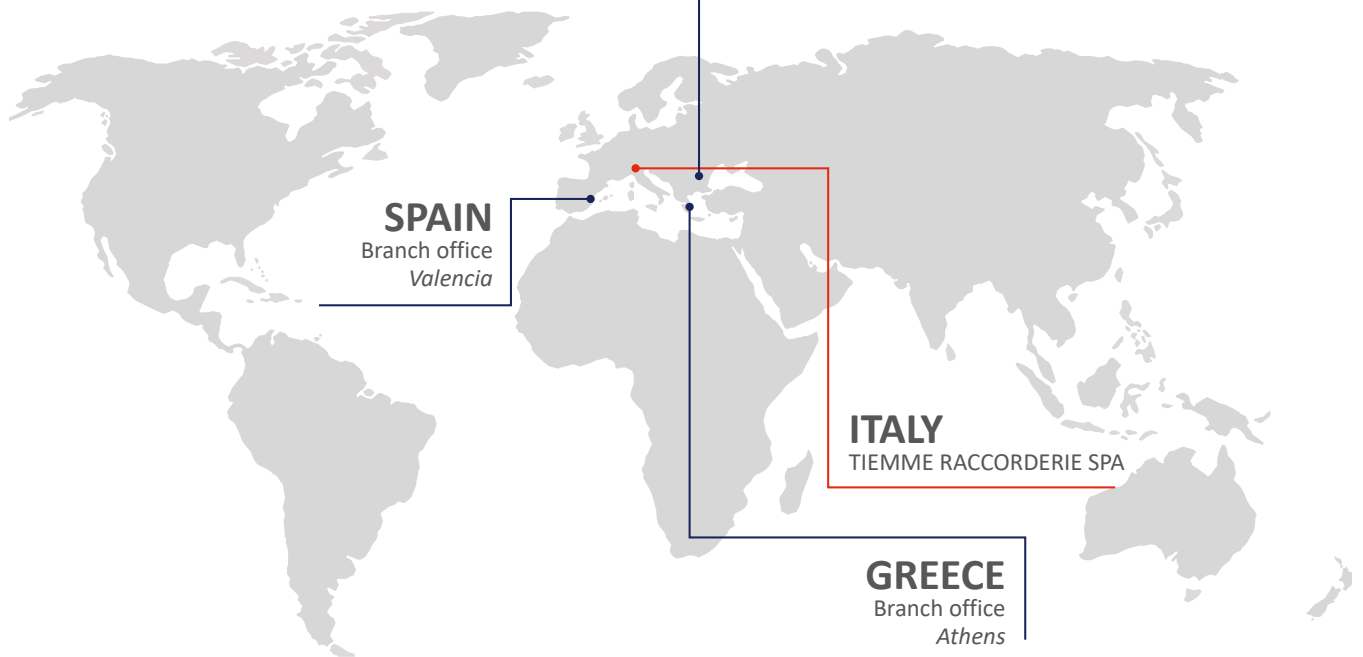 SPAIN
Branch office
Valencia
ITALY
TIEMME RACCORDERIE SPA
GREECE
Branch office
Athens